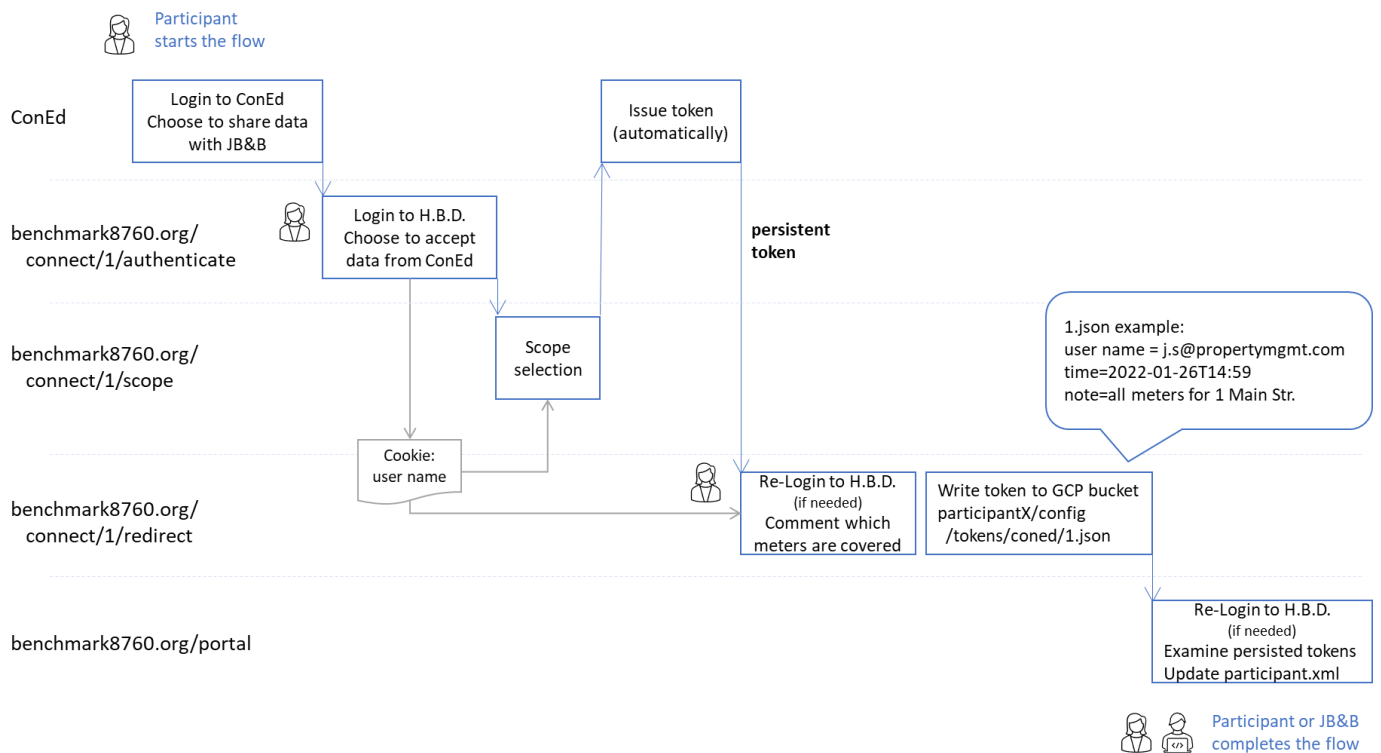 Participant
starts the flow
ConEd
Login to ConEd
Choose to share data
with JB&B
Issue token
(automatically)
benchmark8760.org/
connect/1/authenticate
Login to H.B.D.
Choose to accept
data from ConEd
persistent
token
benchmark8760.org/
connect/1/scope
Scope
selection
1.json example:
user name = j.s@propertymgmt.com
time=2022-01-26T14:59
note=all meters for 1 Main Str.
Cookie:
user name
benchmark8760.org/
connect/1/redirect
Re-Login to H.B.D.
(if needed)
Comment which
meters are covered
Write token to GCP bucket
participantX/config
/tokens/coned/1.json
benchmark8760.org/portal
Re-Login to H.B.D.
(if needed)
Examine persisted tokens
Update participant.xml
</>
Participant or JB&B
completes the flow